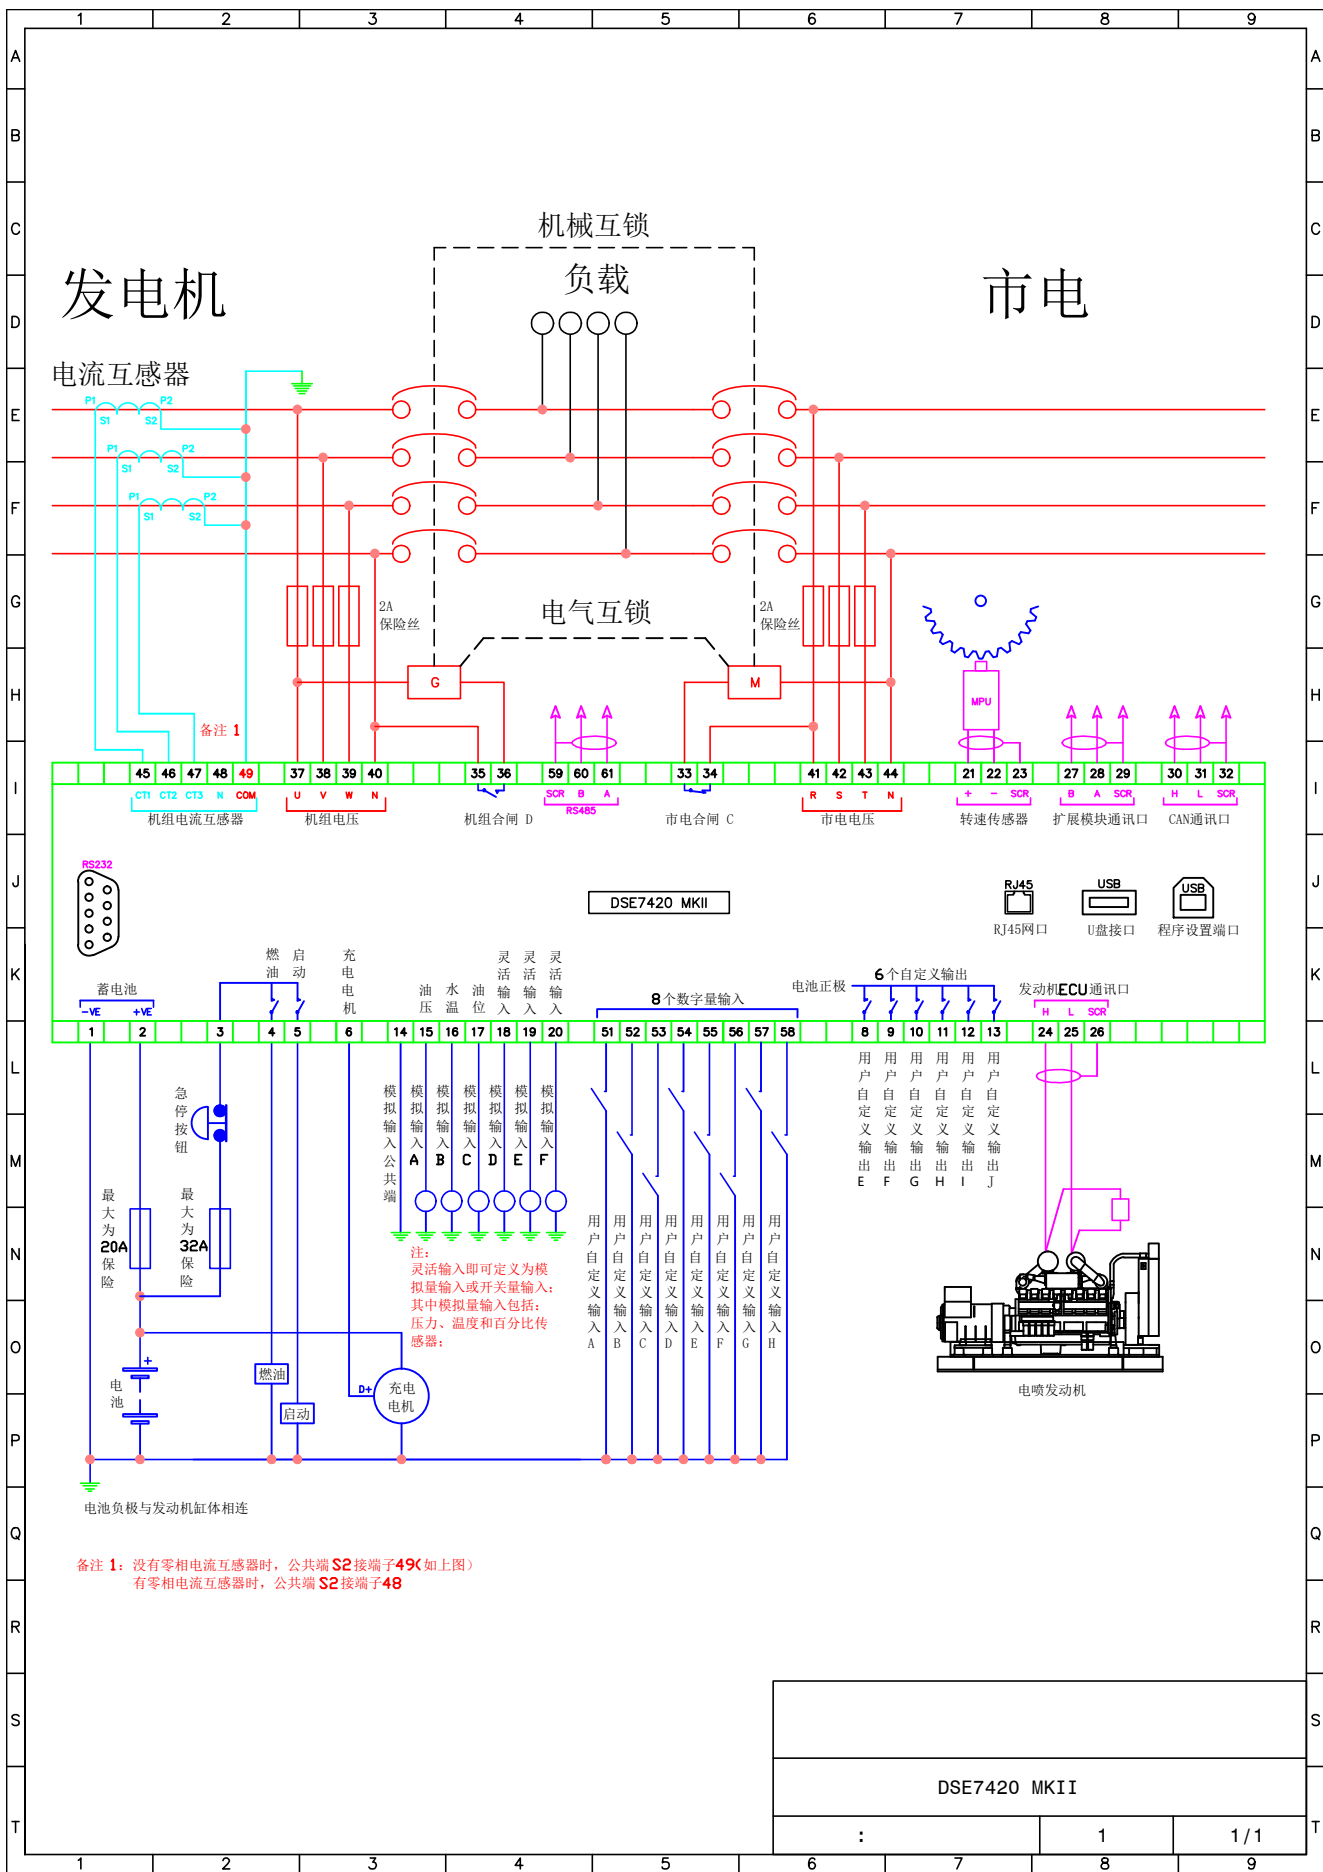 1 2 3 4 5 6 7 8 9
A A
B B
C C
D D
E E
F F
G G
H H
I I
J J
K K
L L
M M
N N
O O
P P
Q Q
R R
S S
T T
机械互锁
发电机 负载 市电
电流互感器
P1 P2
S1 S2
P1 P2
S1 S2
P1 P2
S1 S2
2A
保险丝
电气互锁
2A
保险丝
G M
MPU
备注 1
45 46 47 48 49 37 38 39 40 35 36 59 60 61 33 34 41 42 43 44 21 22 23 27 28 29 30 31 32
CT1 CT2 CT3 N COM U V W N SCR B A R S T N + - SCR B A SCR H L SCR
RS485
机组电流互感器 机组电压 机组合闸 D 市电合闸 C 市电电压 转速传感器 扩展模块通讯口 CAN通讯口
RS232
DSE7420 MKII
RJ45 USB USB
RJ45网口 U盘接口 程序设置端口
蓄电池
-VE +VE
燃油
启动
充电电机
油压
水温
油位
灵活输入
灵活输入
灵活输入
8个数字量输入
电池正极
6个自定义输出
发动机ECU通讯口
H L SCR
1 2 3 4 5 6 14 15 16 17 18 19 20 51 52 53 54 55 56 57 58 8 9 10 11 12 13 24 25 26
急停按钮
最大为20A保险
最大为32A保险
模拟输入公共端
模拟输入A
模拟输入B
模拟输入C
模拟输入D
模拟输入E
模拟输入F
用户自定义输入A
用户自定义输入B
用户自定义输入C
用户自定义输入D
用户自定义输入E
用户自定义输入F
用户自定义输入G
用户自定义输入H
用户自定义输出E
用户自定义输出F
用户自定义输出G
用户自定义输出H
用户自定义输出I
用户自定义输出J
注:
灵活输入即可定义为模
拟量输入或开关量输入;
其中模拟量输入包括:
压力、温度和百分比传
感器;
+
电池
燃油
启动
D+
充电
电机
电喷发动机
电池负极与发动机缸体相连
备注 1: 没有零相电流互感器时, 公共端S2接端子49(如上图)
有零相电流互感器时, 公共端S2接端子48
DSE7420 MKII
: 1 1/1
1 2 3 4 5 6 7 8 9